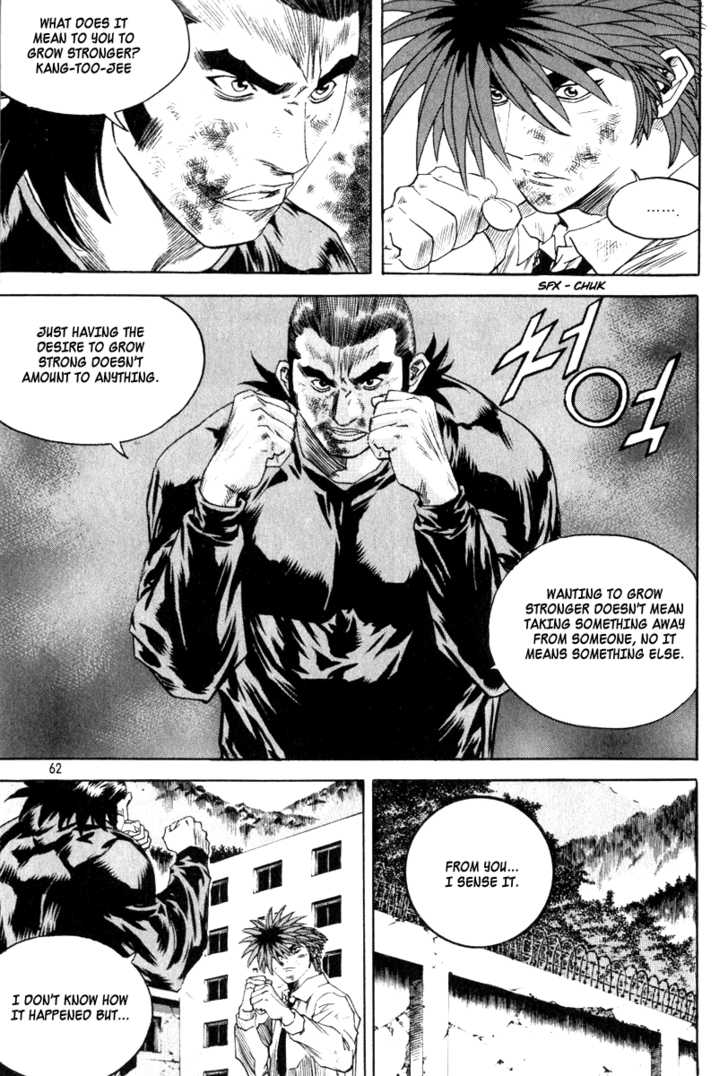 WHAT DOES IT
MEAN TO YOU TO
GROW STRONGER?
KANG-TOO-JEE
.......
SFX - CHUK
JUST HAVING THE
DESIRE TO GROW
STRONG DOESN'T
AMOUNT TO ANYTHING.
척
WANTING TO GROW
STRONGER DOESN'T MEAN
TAKING SOMETHING AWAY
FROM SOMEONE, NO IT
MEANS SOMETHING ELSE.
62
I DON'T KNOW HOW
IT HAPPENED BUT...
FROM YOU...
I SENSE IT.